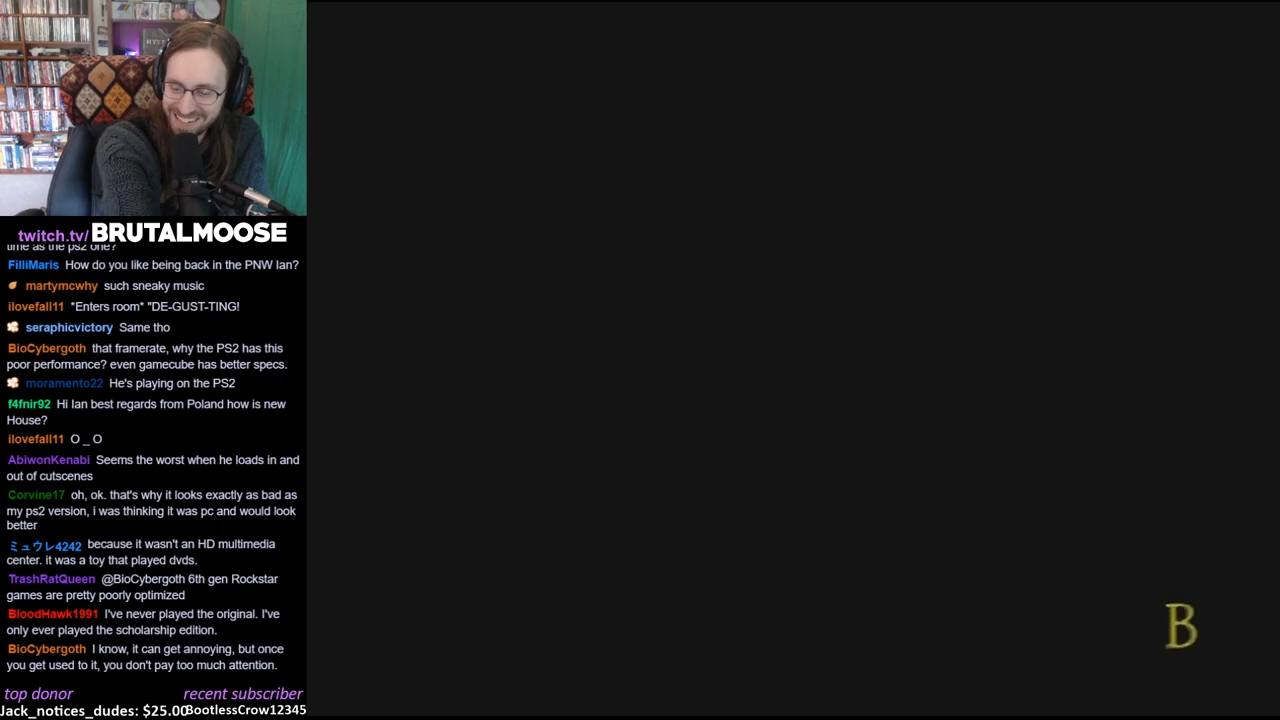 twitch.tv/BRUTALMOOSE
time as the ps2 one?
FilliMaris How do you like being back in the PNW Ian?
martymcwhy such sneaky music
ilovefall11 *Enters room* "DE-GUST-TING!
seraphicvictory Same tho
BioCybergoth that framerate, why the PS2 has this
poor performance? even gamecube has better specs.
moramento22 He's playing on the PS2
f4fnir92 Hi Ian best regards from Poland how is new
House?
ilovefall11 O _ O
AbiwonKenabi Seems the worst when he loads in and
out of cutscenes
Corvine17 oh, ok. that's why it looks exactly as bad as
my ps2 version, i was thinking it was pc and would look
better
ミュウレ4242 because it wasn't an HD multimedia
center. it was a toy that played dvds.
TrashRatQueen @BioCybergoth 6th gen Rockstar
games are pretty poorly optimized
BloodHawk1991 I've never played the original. I've
only ever played the scholarship edition.
BioCybergoth I know, it can get annoying, but once
you get used to it, you don't pay too much attention.
top donor recent subscriber
Jack_notices_dudes: $25.00 BootlessCrow12345
B